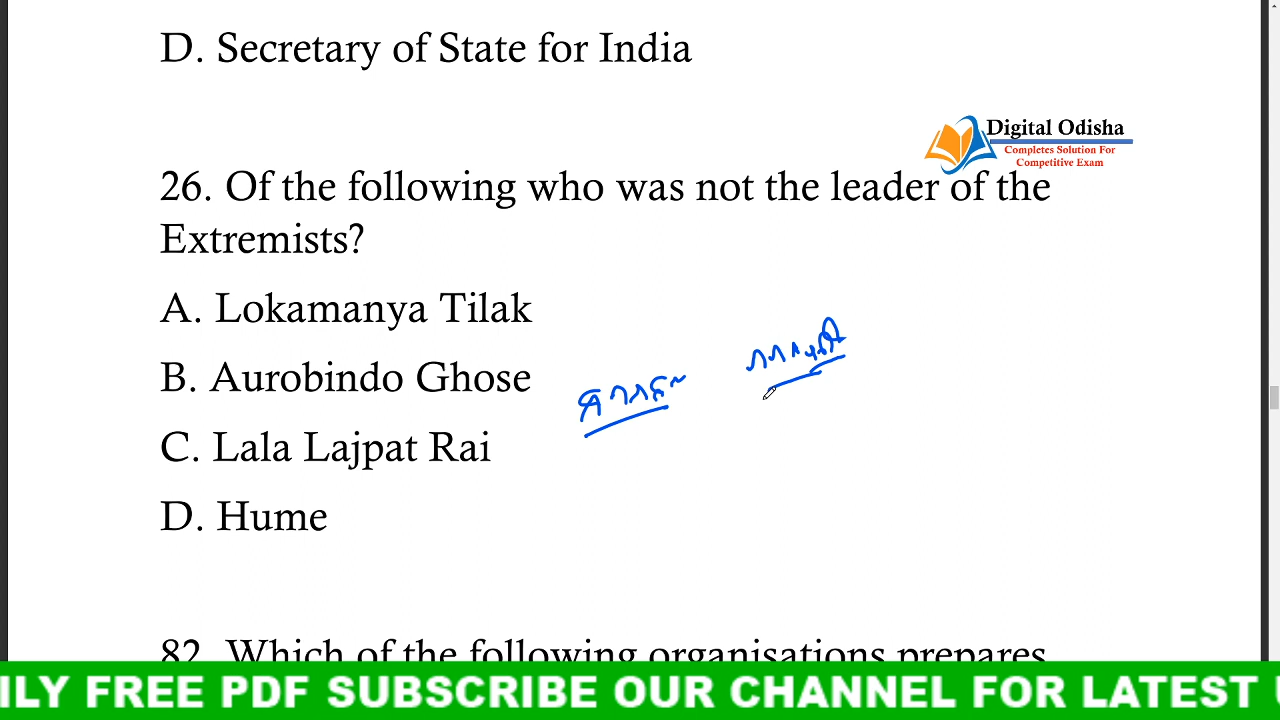 D. Secretary of State for India
Digital Odisha
Completes Solution For
Competitive Exam
26. Of the following who was not the leader of the
Extremists?
A. Lokamanya Tilak
B. Aurobindo Ghose
C. Lala Lajpat Rai
D. Hume
82. Which of the following organisations prepares
ILY FREE PDF SUBSCRIBE OUR CHANNEL FOR LATEST